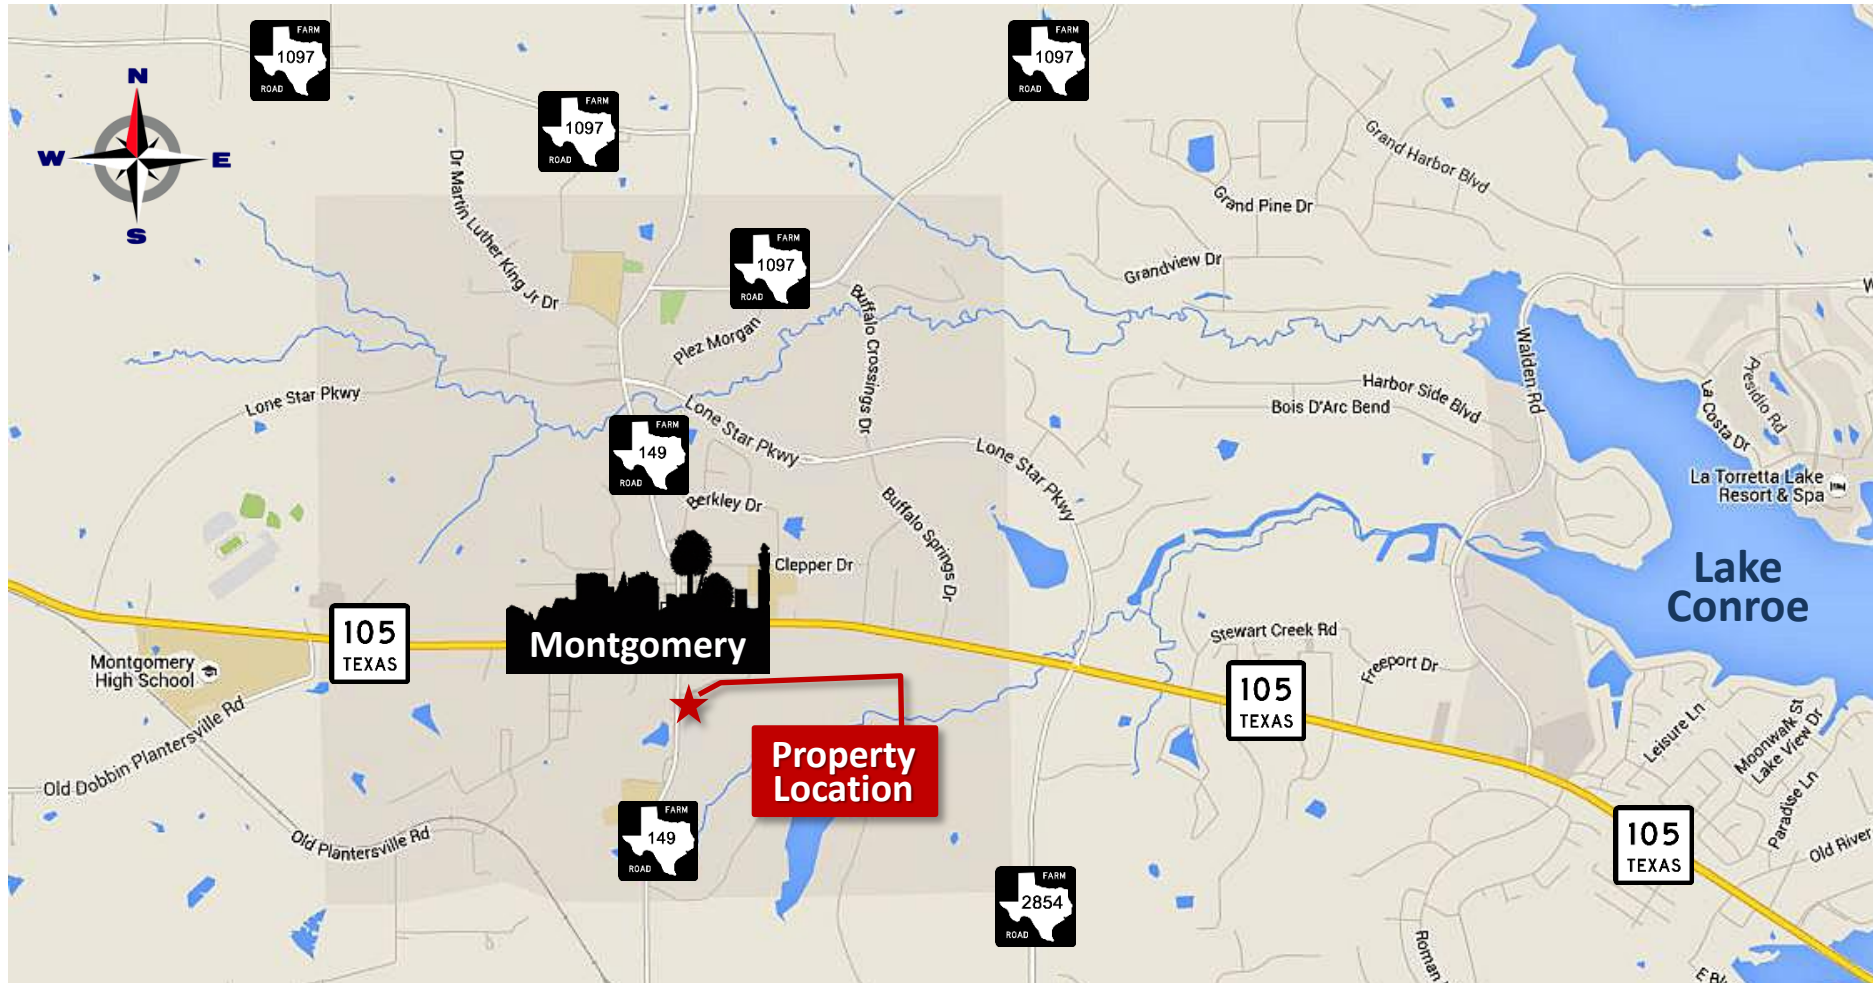 FARM
1097
ROAD
FARM
1097
ROAD
N
W
E
S
FARM
1097
ROAD
Grand Harbor Blvd
Dr Martin Luther King Jr Dr
Grand Pine Dr
FARM
1097
ROAD
Grandview Dr
Buffalo Crossings Dr
Plez Morgan
Walden Rd
Lone Star Pkwy
Harbor Side Blvd
Bois D'Arc Bend
Presidio Rd
La Costa Dr
Lone Star Pkwy
FARM
149
ROAD
Lone Star Pkwy
La Torretta Lake
Resort & Spa
Berkley Dr
Buffalo Springs Dr
Clepper Dr
Lake
Conroe
105
TEXAS
Montgomery
Stewart Creek Rd
Freeport Dr
Montgomery
High School
105
TEXAS
Old Dobbin Plantersville Rd
Leisure Ln
Moonwalk St
Lake View Dr
Paradise Ln
Property
Location
FARM
149
ROAD
Old Plantersville Rd
105
TEXAS
Old River
FARM
2854
ROAD
Roman